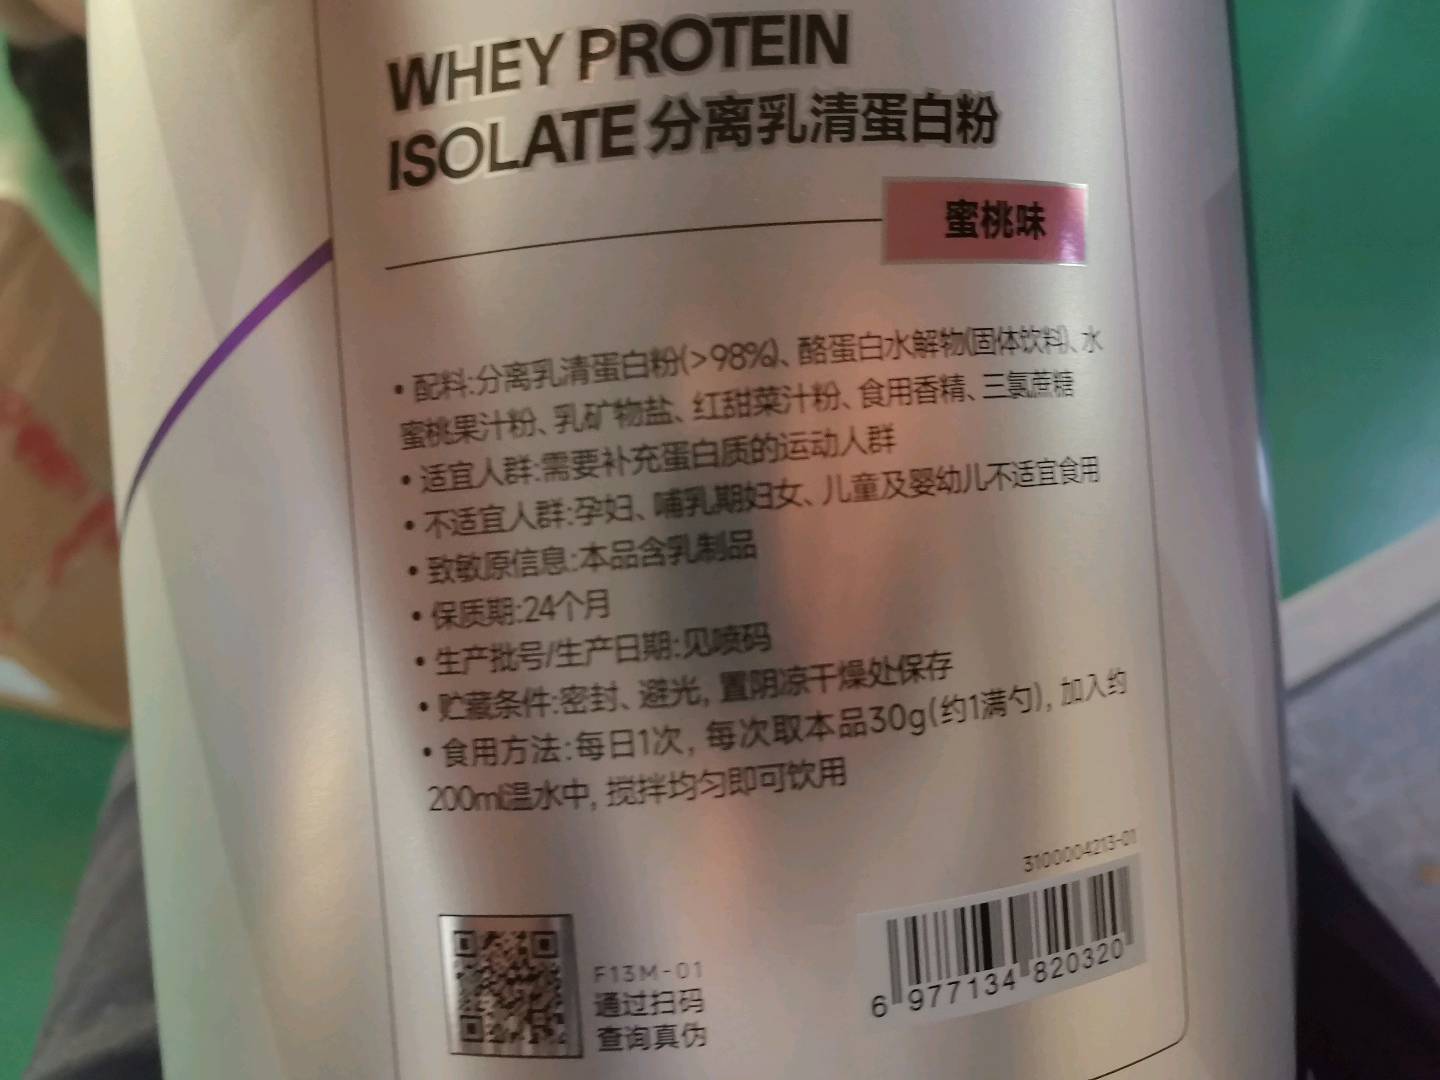 WHEY PROTEIN
ISOLATE 分离乳清蛋白粉
蜜桃味
• 配料:分离乳清蛋白粉(>98%)、酪蛋白水解物(固体饮料)、水
蜜桃果汁粉、乳矿物盐、红甜菜汁粉、食用香精、三氯蔗糖
• 适宜人群:需要补充蛋白质的运动人群
• 不适宜人群:孕妇、哺乳期妇女、儿童及婴幼儿不适宜食用
• 致敏原信息:本品含乳制品
• 保质期:24个月
• 生产批号/生产日期:见喷码
• 贮藏条件:密封、避光, 置阴凉干燥处保存
• 食用方法:每日1次, 每次取本品30g(约1满勺), 加入约
200ml温水中, 搅拌均匀即可饮用
3100004213-01
F13M-01
通过扫码
查询真伪
6 977134 820320